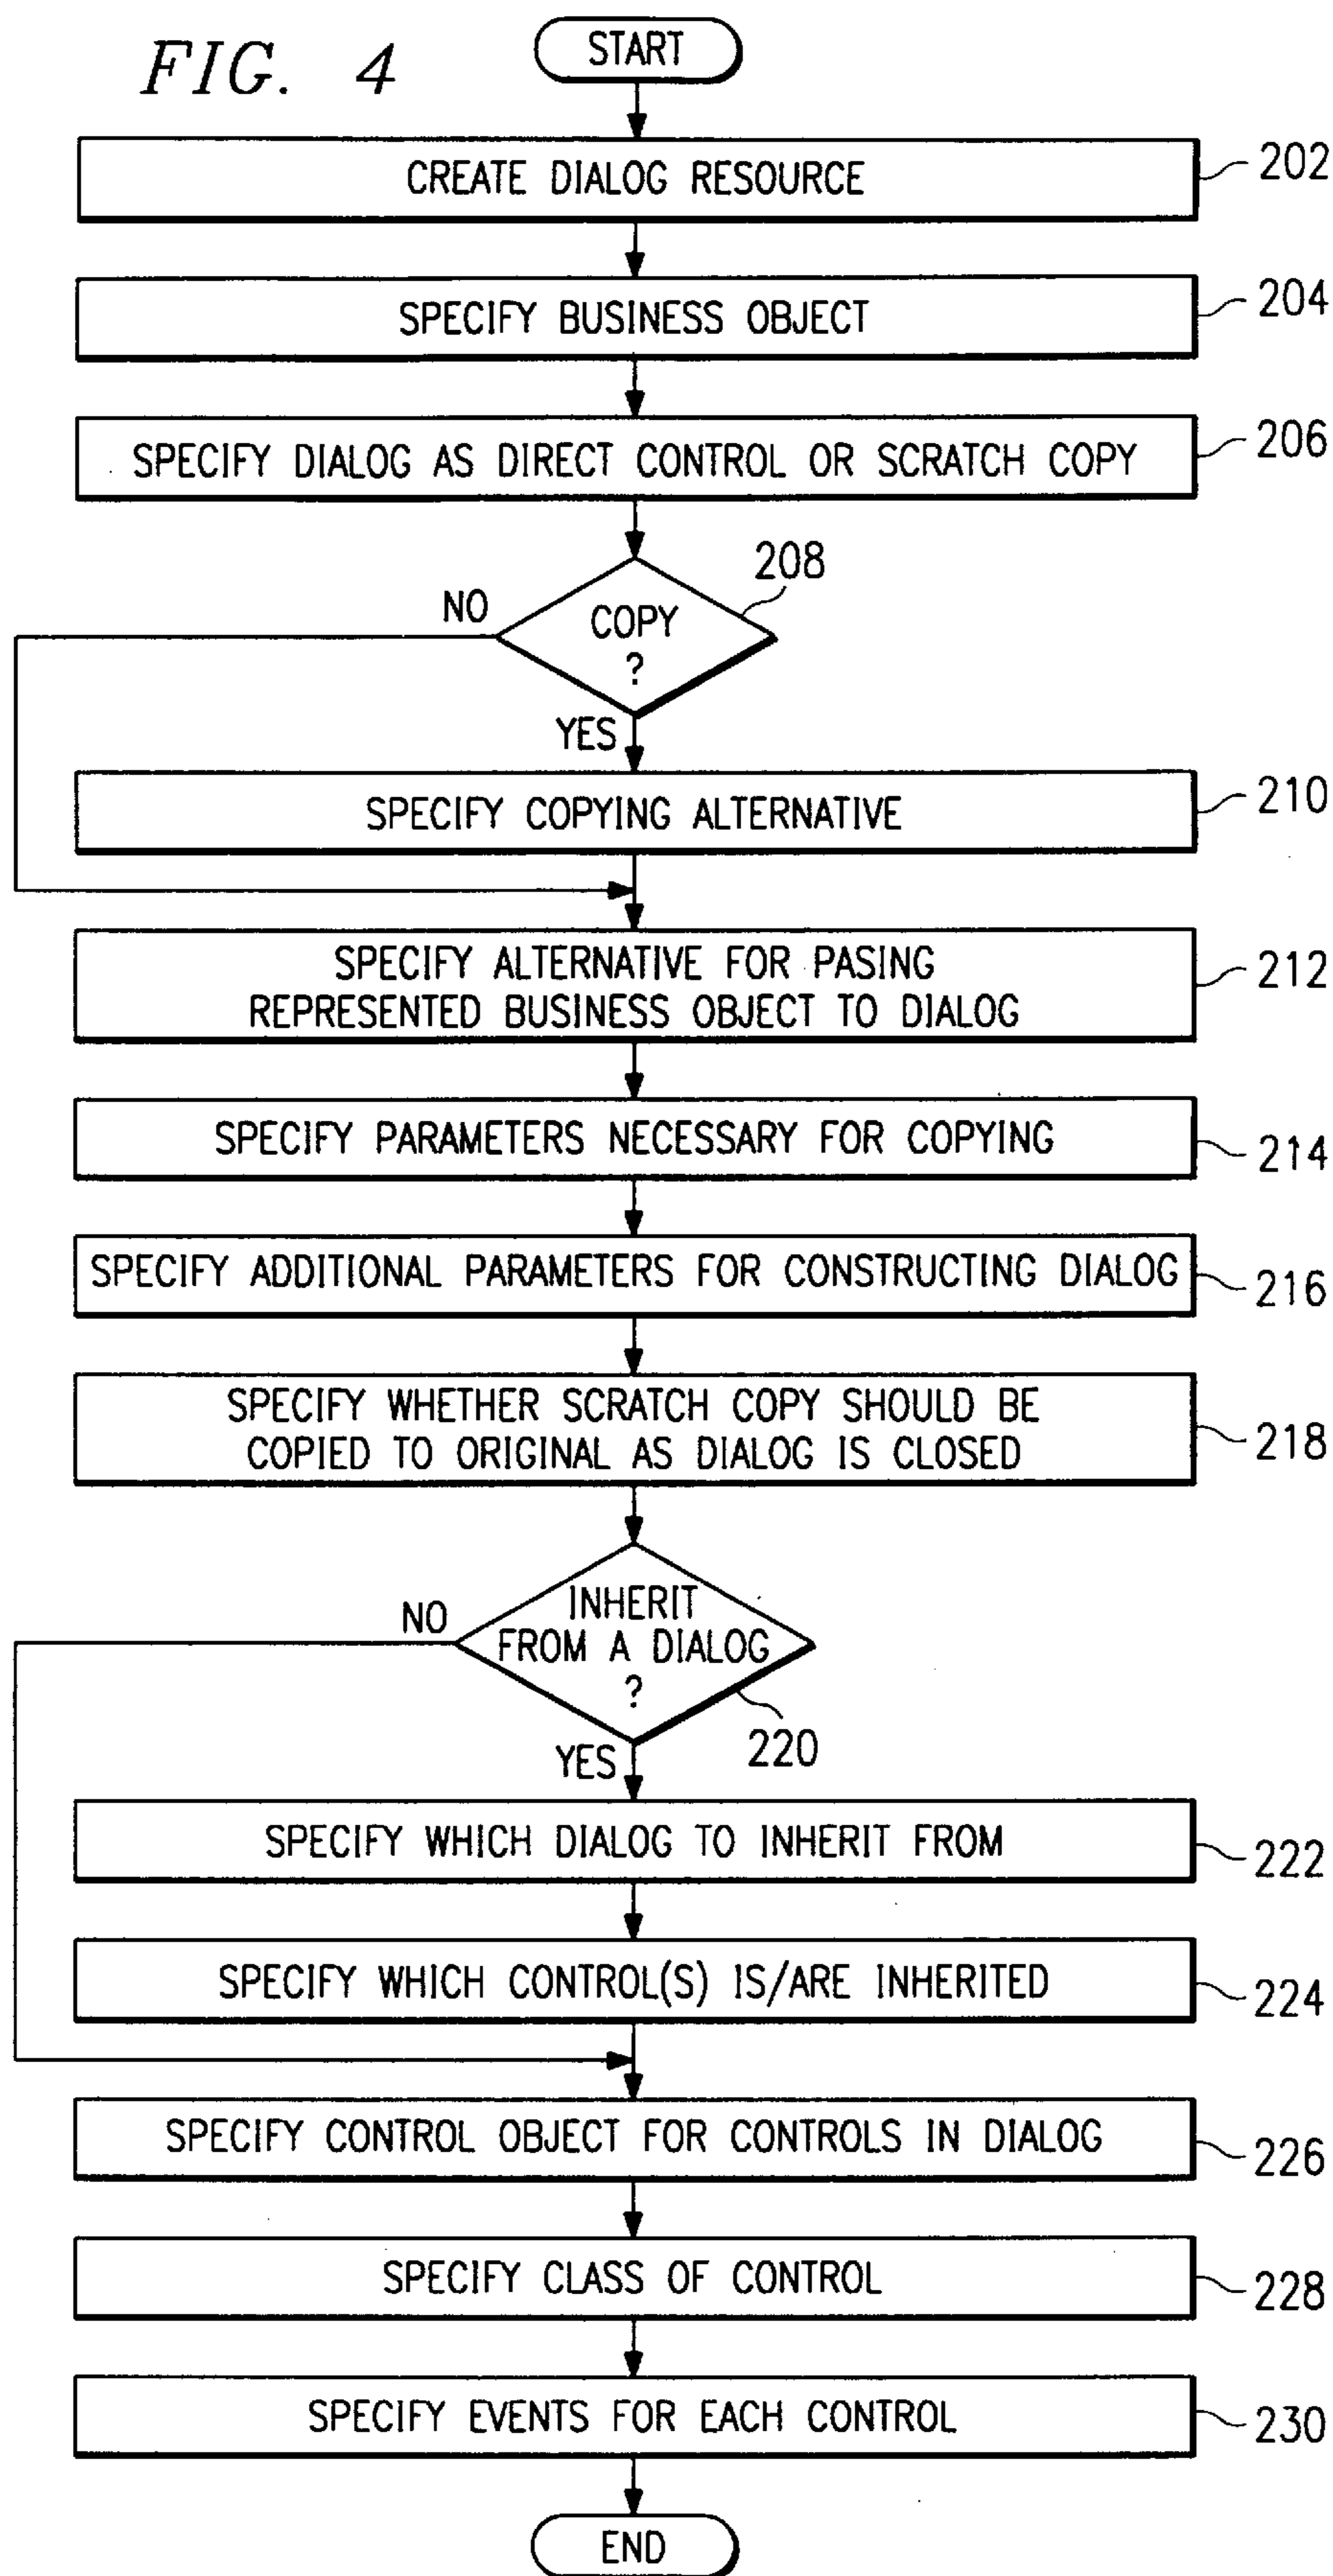 FIG. 4
START
CREATE DIALOG RESOURCE
202
SPECIFY BUSINESS OBJECT
204
SPECIFY DIALOG AS DIRECT CONTROL OR SCRATCH COPY
206
208
NO
COPY
?
YES
SPECIFY COPYING ALTERNATIVE
210
SPECIFY ALTERNATIVE FOR PASING
REPRESENTED BUSINESS OBJECT TO DIALOG
212
SPECIFY PARAMETERS NECESSARY FOR COPYING
214
SPECIFY ADDITIONAL PARAMETERS FOR CONSTRUCTING DIALOG
216
SPECIFY WHETHER SCRATCH COPY SHOULD BE
COPIED TO ORIGINAL AS DIALOG IS CLOSED
218
NO
INHERIT
FROM A DIALOG
?
220
YES
SPECIFY WHICH DIALOG TO INHERIT FROM
222
SPECIFY WHICH CONTROL(S) IS/ARE INHERITED
224
SPECIFY CONTROL OBJECT FOR CONTROLS IN DIALOG
226
SPECIFY CLASS OF CONTROL
228
SPECIFY EVENTS FOR EACH CONTROL
230
END